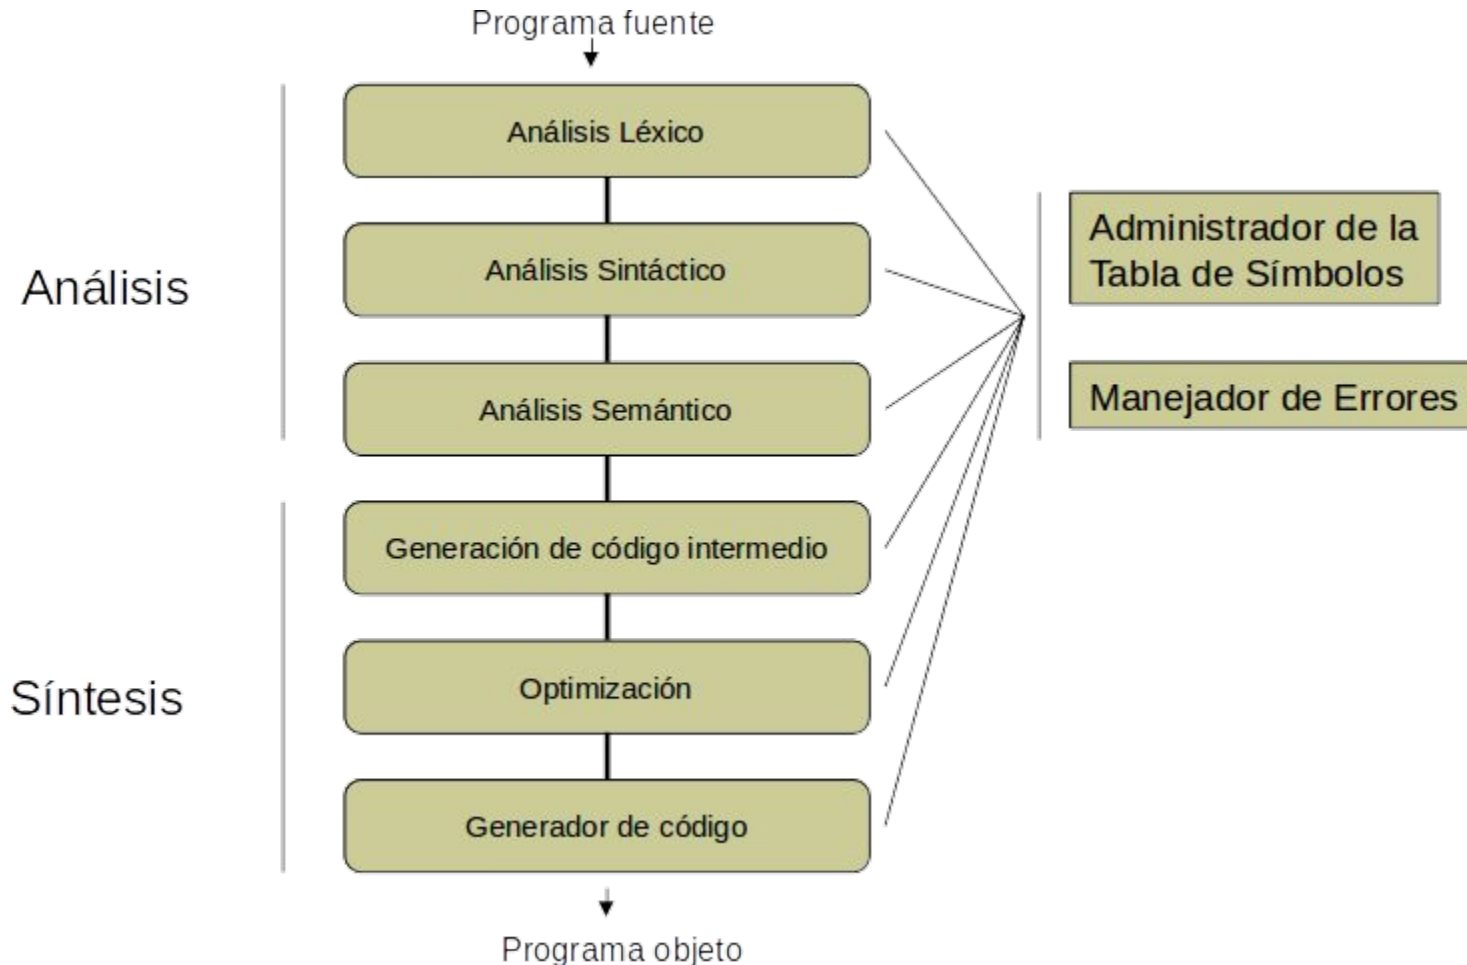 Programa fuente
Análisis Léxico
Análisis Sintáctico
Análisis
Análisis Semántico
Generación de código intermedio
Optimización
Síntesis
Generador de código
Programa objeto
Administrador de la
Tabla de Símbolos
Manejador de Errores